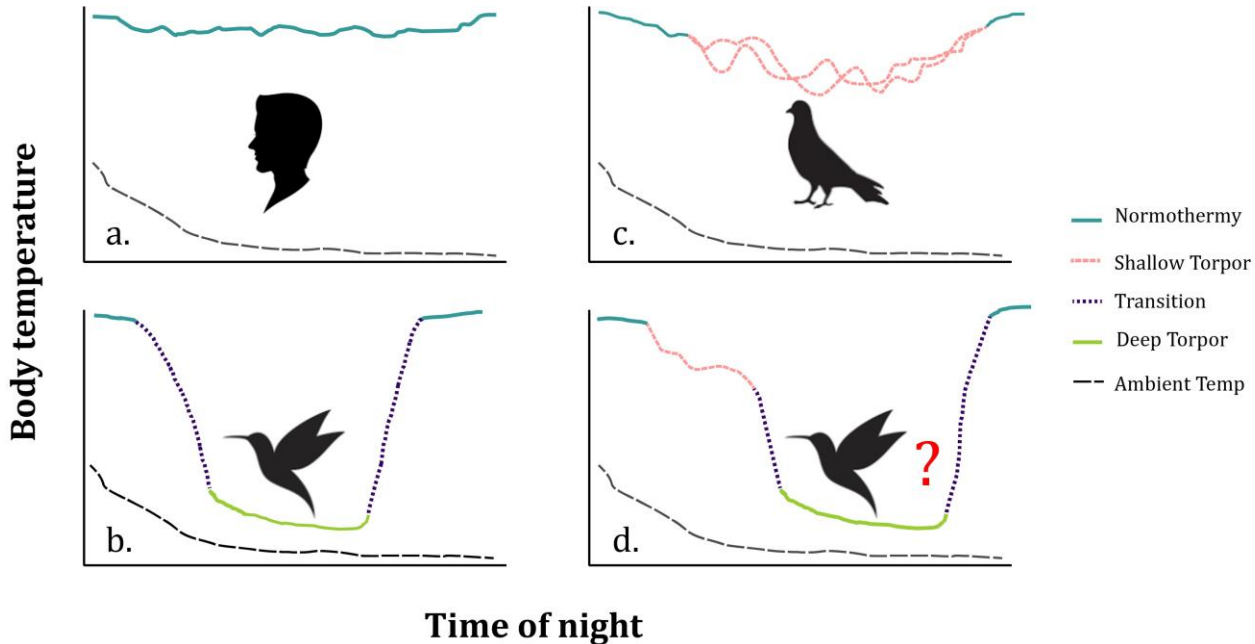 Body temperature
a.
c.
b.
d.
?
Normothermy
Shallow Torpor
Transition
Deep Torpor
Ambient Temp
Time of night